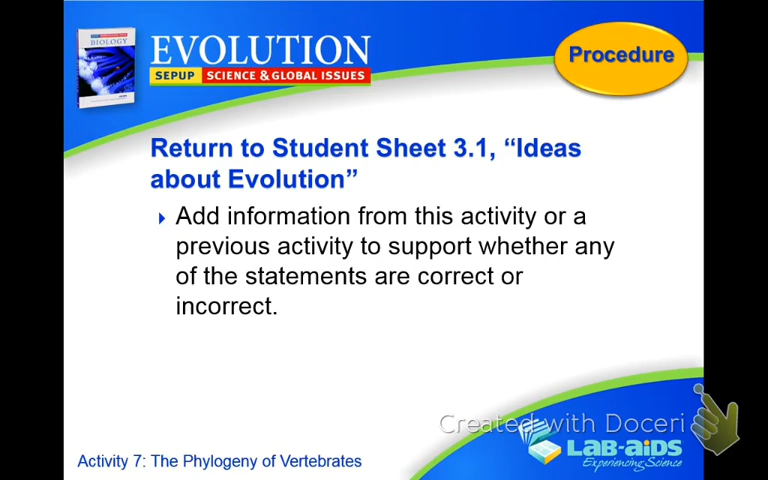 BIOLOGY
EVOLUTION
SEPUP SCIENCE & GLOBAL ISSUES
Procedure
Return to Student Sheet 3.1, “Ideas
about Evolution”
Add information from this activity or a
previous activity to support whether any
of the statements are correct or
incorrect.
Created with Doceri
LAB-AIDS
Experiencing Science
Activity 7: The Phylogeny of Vertebrates